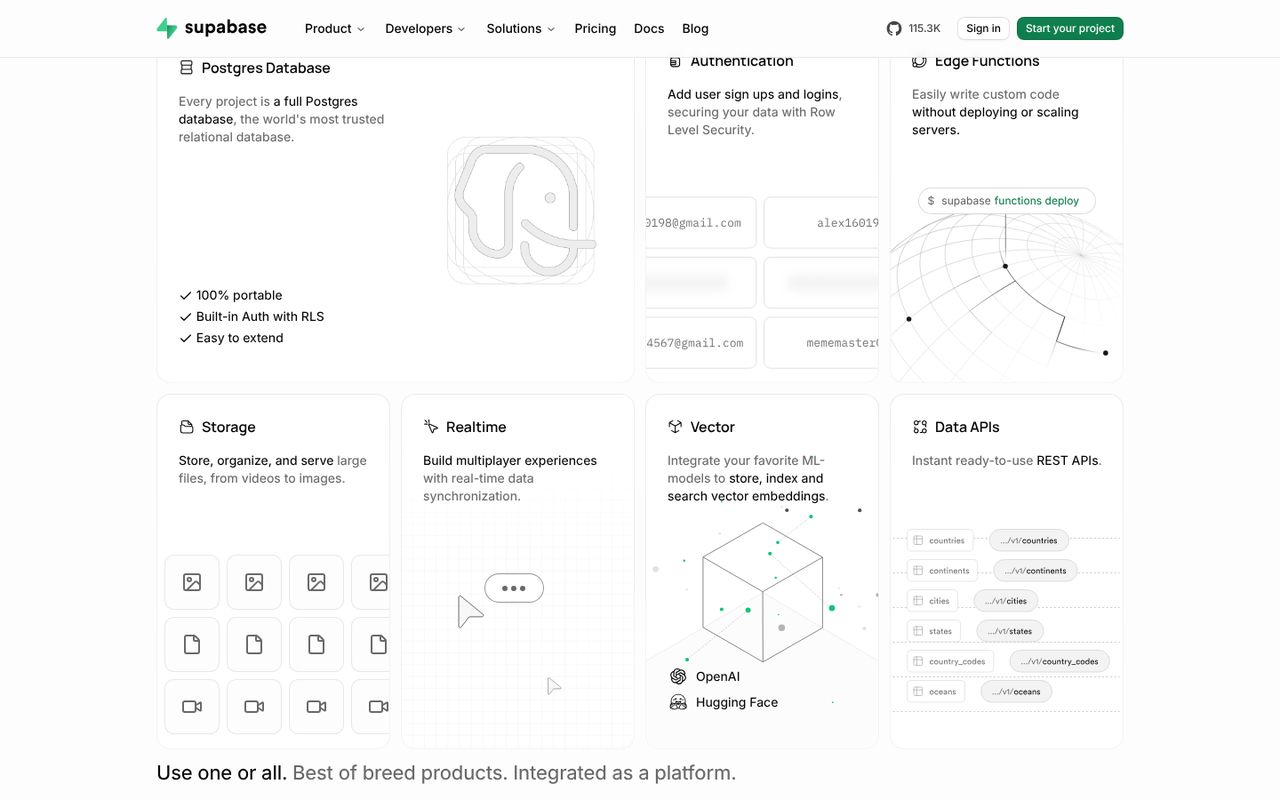 supabase
Product
Developers
Solutions
Pricing
Docs
Blog
115.3K
Sign in
Start your project
Postgres Database
Every project is a full Postgres
database, the world's most trusted
relational database.
100% portable
Built-in Auth with RLS
Easy to extend
Authentication
Add user sign ups and logins,
securing your data with Row
Level Security.
0198@gmail.com
alex16019
4567@gmail.com
mememaster
Edge Functions
Easily write custom code
without deploying or scaling
servers.
$ supabase functions deploy
Storage
Store, organize, and serve large
files, from videos to images.
Realtime
Build multiplayer experiences
with real-time data
synchronization.
Vector
Integrate your favorite ML-
models to store, index and
search vector embeddings.
OpenAI
Hugging Face
Data APIs
Instant ready-to-use REST APIs.
countries .../v1/countries
continents .../v1/continents
cities .../v1/cities
states .../v1/states
country_codes .../v1/country_codes
oceans .../v1/oceans
Use one or all. Best of breed products. Integrated as a platform.